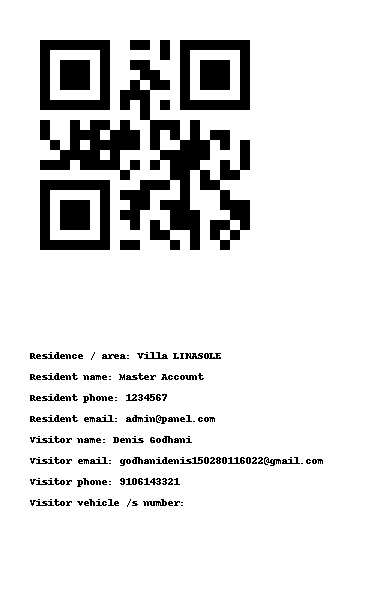 Residence / area: Villa LINASOLE
Resident name: Master Account
Resident phone: 1234567
Resident email: admin@panel.com
Visitor name: Denis Godhani
Visitor email: godhanidenis150280116022@gmail.com
Visitor phone: 9106143321
Visitor vehicle /s number: